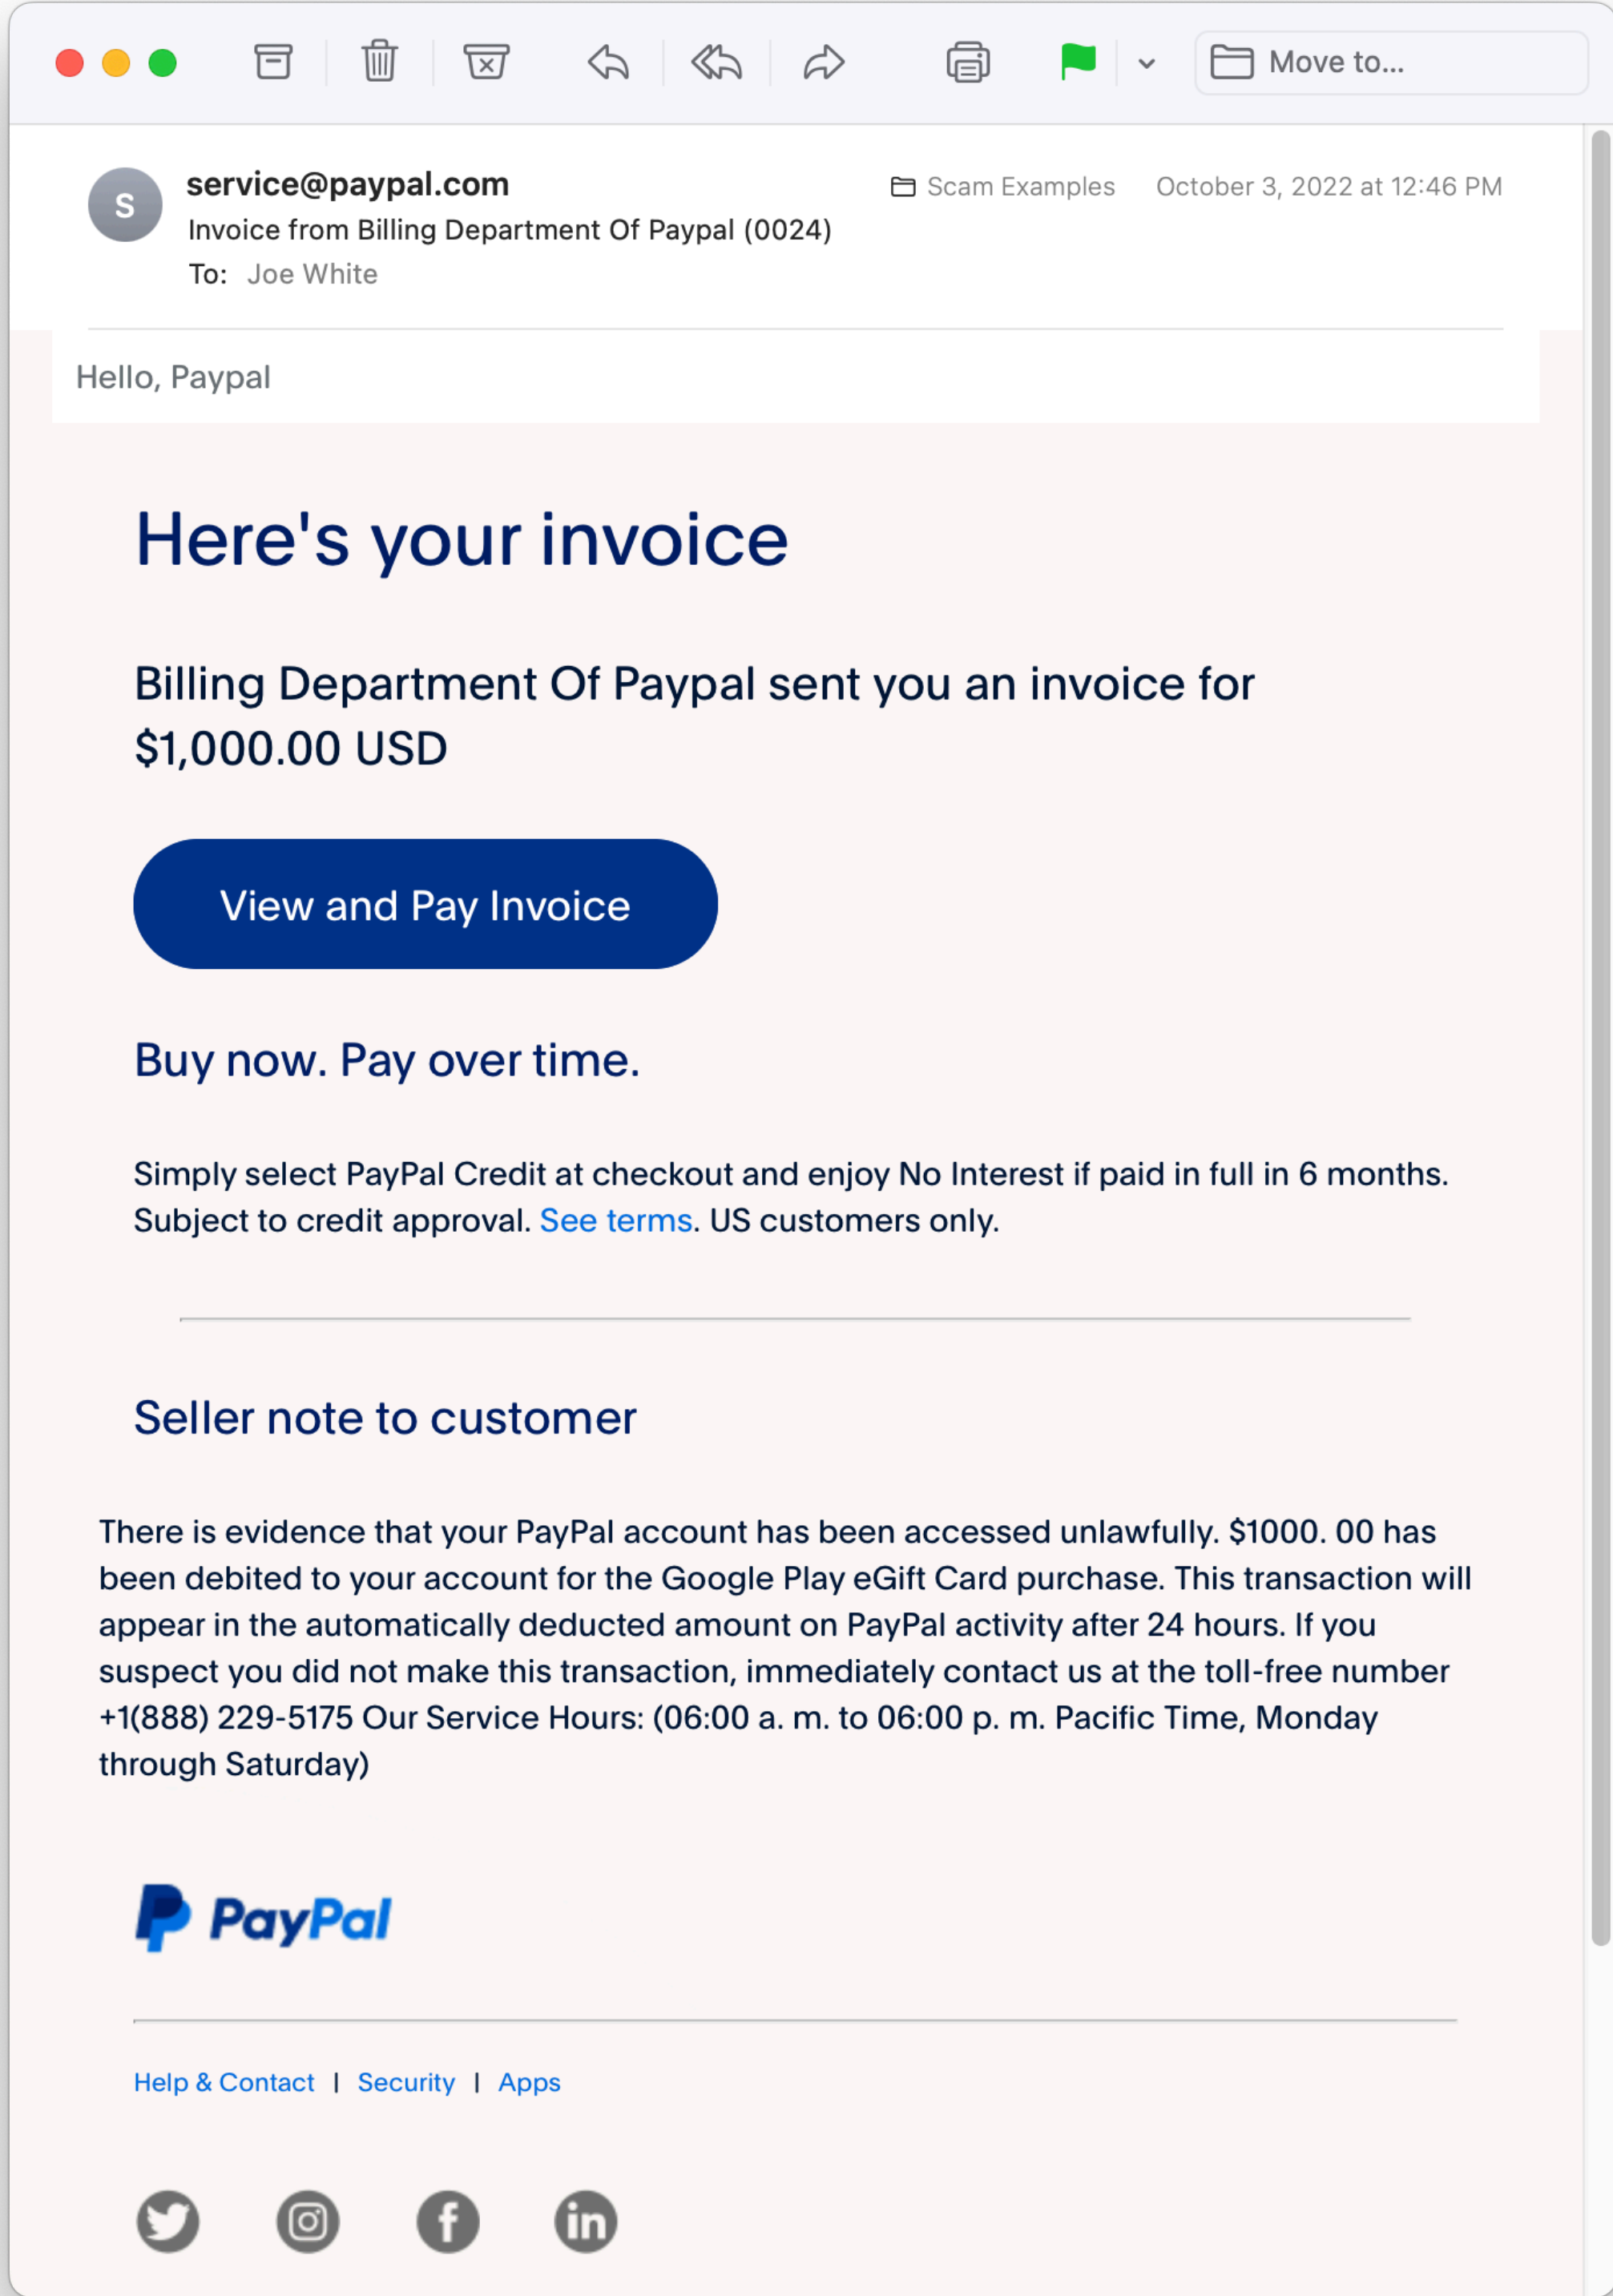 Move to...
S
service@paypal.com
Scam Examples October 3, 2022 at 12:46 PM
Invoice from Billing Department Of Paypal (0024)
To: Joe White
Hello, Paypal
Here's your invoice
Billing Department Of Paypal sent you an invoice for
$1,000.00 USD
View and Pay Invoice
Buy now. Pay over time.
Simply select PayPal Credit at checkout and enjoy No Interest if paid in full in 6 months.
Subject to credit approval. See terms. US customers only.
Seller note to customer
There is evidence that your PayPal account has been accessed unlawfully. $1000. 00 has
been debited to your account for the Google Play eGift Card purchase. This transaction will
appear in the automatically deducted amount on PayPal activity after 24 hours. If you
suspect you did not make this transaction, immediately contact us at the toll-free number
+1(888) 229-5175 Our Service Hours: (06:00 a. m. to 06:00 p. m. Pacific Time, Monday
through Saturday)
PayPal
Help & Contact | Security | Apps